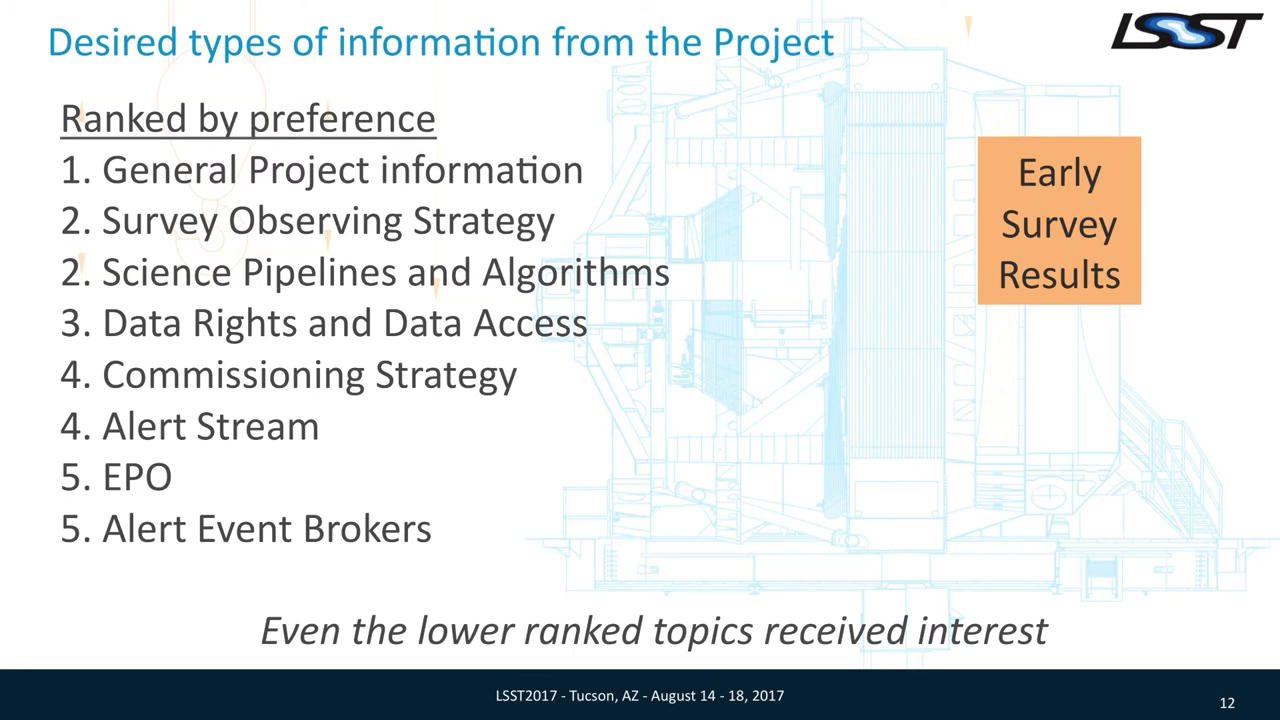 Desired types of information from the Project
LSST
Ranked by preference
1. General Project information
2. Survey Observing Strategy
2. Science Pipelines and Algorithms
3. Data Rights and Data Access
4. Commissioning Strategy
4. Alert Stream
5. EPO
5. Alert Event Brokers
Early
Survey
Results
Even the lower ranked topics received interest
LSST2017 - Tucson, AZ - August 14 - 18, 2017
12